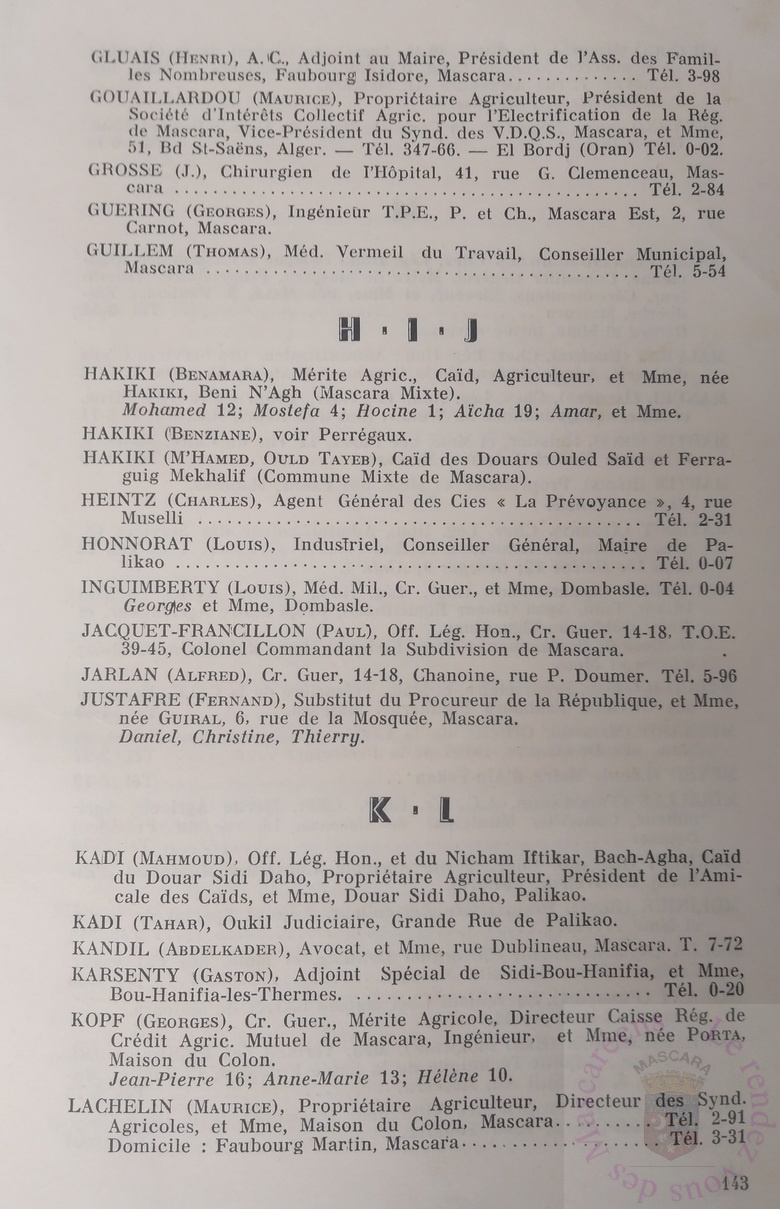 GLUAIS (HENRI), A. C., Adjoint au Maire, Président de l'Ass. des Famil-
les Nombreuses, Faubourg Isidore, Mascara.............. Tél. 3-98
GOUAILLARDOU (MAURICE), Propriétaire Agriculteur, Président de la
Société d'Intérêts Collectif Agric. pour l'Electrification de la Rég.
de Mascara, Vice-Président du Synd. des V.D.Q.S., Mascara, et Mme,
51, Bd St-Saëns, Alger. — Tél. 347-66. — El Bordj (Oran) Tél. 0-02.
GROSSE (J.), Chirurgien de l'Hôpital, 41, rue G. Clemenceau, Mas-
cara ............................................... Tél. 2-84
GUERING (GEORGES), Ingénieur T.P.E., P. et Ch., Mascara Est, 2, rue
Carnot, Mascara.
GUILLEM (THOMAS), Méd. Vermeil du Travail, Conseiller Municipal,
Mascara ............................................ Tél. 5-54
H · I · J
HAKIKI (BENAMARA), Mérite Agric., Caïd, Agriculteur, et Mme, née
HAKIKI, Beni N'Agh (Mascara Mixte).
Mohamed 12; Mostefa 4; Hocine 1; Aïcha 19; Amar, et Mme.
HAKIKI (BENZIANE), voir Perrégaux.
HAKIKI (M'HAMED, OULD TAYEB), Caïd des Douars Ouled Saïd et Ferra-
guig Mekhalif (Commune Mixte de Mascara).
HEINTZ (CHARLES), Agent Général des Cies « La Prévoyance », 4, rue
Muselli ............................................. Tél. 2-31
HONNORAT (LOUIS), Industriel, Conseiller Général, Maire de Pa-
likao ............................................... Tél. 0-07
INGUIMBERTY (LOUIS), Méd. Mil., Cr. Guer., et Mme, Dombasle. Tél. 0-04
Georges et Mme, Dombasle.
JACQUET-FRANCILLON (PAUL), Off. Lég. Hon., Cr. Guer. 14-18, T.O.E.
39-45, Colonel Commandant la Subdivision de Mascara.
JARLAN (ALFRED), Cr. Guer, 14-18, Chanoine, rue P. Doumer. Tél. 5-96
JUSTAFRE (FERNAND), Substitut du Procureur de la République, et Mme,
née GUIRAL, 6, rue de la Mosquée, Mascara.
Daniel, Christine, Thierry.
K · L
KADI (MAHMOUD), Off. Lég. Hon., et du Nicham Iftikar, Bach-Agha, Caïd
du Douar Sidi Daho, Propriétaire Agriculteur, Président de l'Ami-
cale des Caïds, et Mme, Douar Sidi Daho, Palikao.
KADI (TAHAR), Oukil Judiciaire, Grande Rue de Palikao.
KANDIL (ABDELKADER), Avocat, et Mme, rue Dublineau, Mascara. T. 7-72
KARSENTY (GASTON), Adjoint Spécial de Sidi-Bou-Hanifia, et Mme,
Bou-Hanifia-les-Thermes. .............................. Tél. 0-20
KOPF (GEORGES), Cr. Guer., Mérite Agricole, Directeur Caisse Rég. de
Crédit Agric. Mutuel de Mascara, Ingénieur, et Mme, née PORTA,
Maison du Colon.
Jean-Pierre 16; Anne-Marie 13; Hélène 10.
LACHELIN (MAURICE), Propriétaire Agriculteur, Directeur des Synd.
Agricoles, et Mme, Maison du Colon, Mascara.......... Tél. 2-91
Domicile : Faubourg Martin, Mascara.................... Tél. 3-31
MASCARA
143